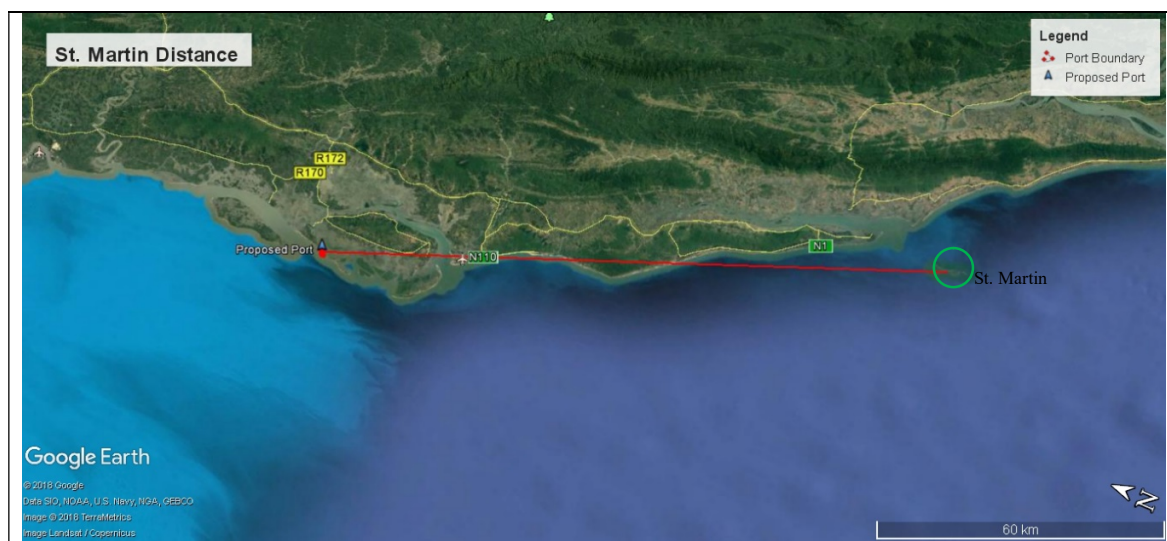 St. Martin Distance
Legend
Port Boundary
Proposed Port
R172
R170
Proposed Port
N110
N1
St. Martin
Google Earth
© 2018 Google
Data SIO, NOAA, U.S. Navy, NGA, GEBCO
Image © 2018 TerraMetrics
Image Landsat / Copernicus
N
60 km